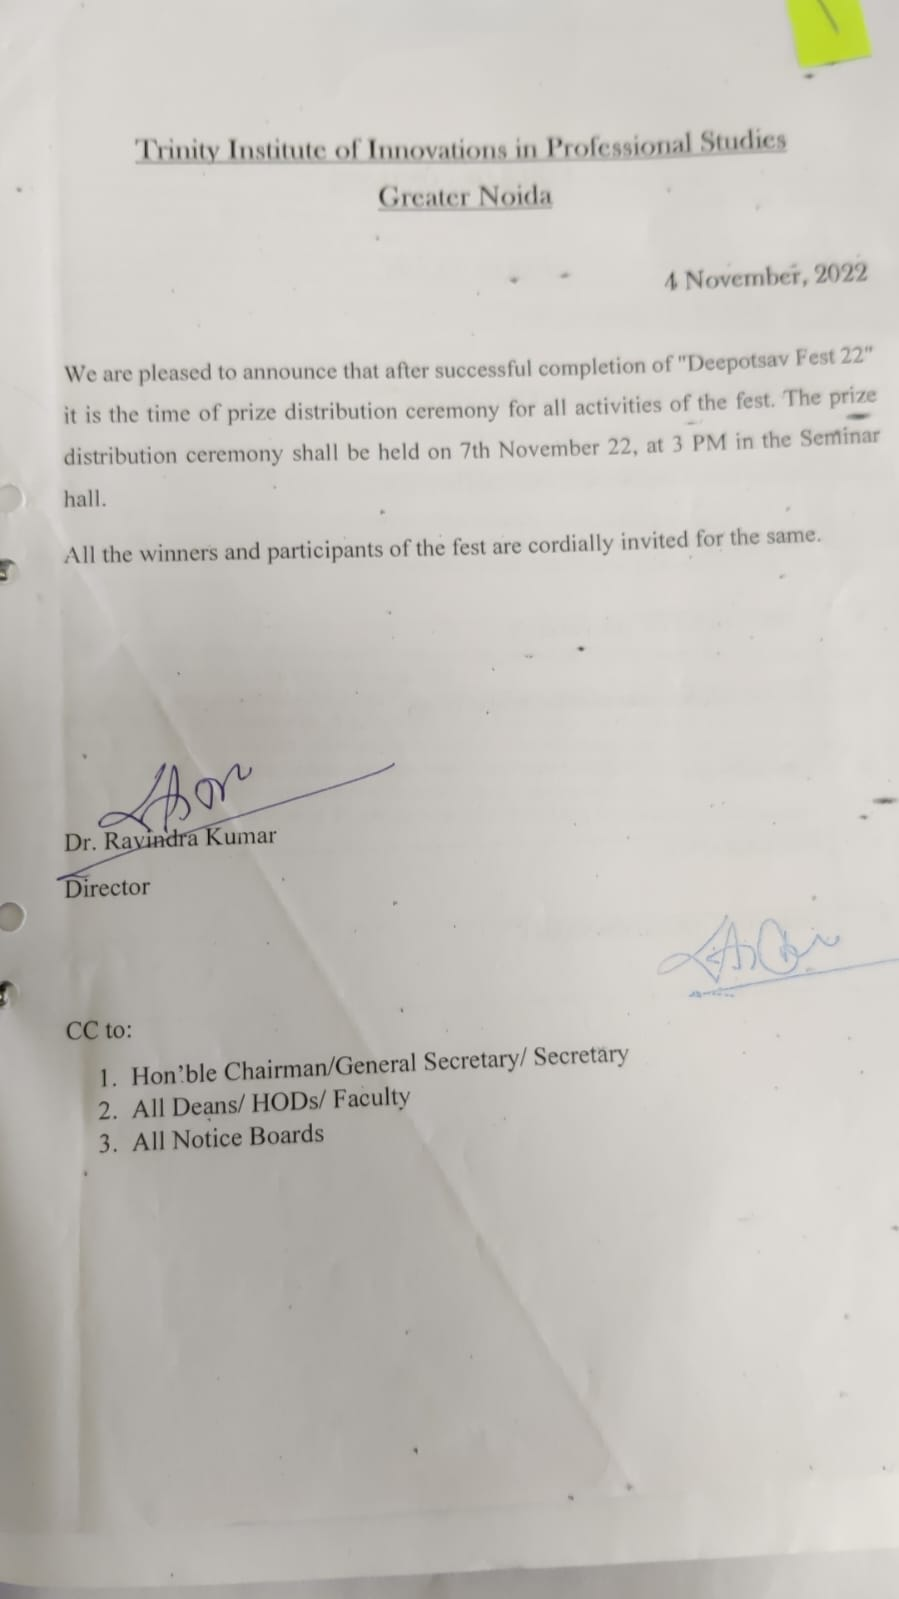 Trinity Institute of Innovations in Professional Studies
Greater Noida
4 November, 2022
We are pleased to announce that after successful completion of "Deepotsav Fest 22"
it is the time of prize distribution ceremony for all activities of the fest. The prize
distribution ceremony shall be held on 7th November 22, at 3 PM in the Seminar
hall.
All the winners and participants of the fest are cordially invited for the same.
Dr. Ravindra Kumar
Director
CC to:
1. Hon'ble Chairman/General Secretary/ Secretary
2. All Deans/ HODs/ Faculty
3. All Notice Boards